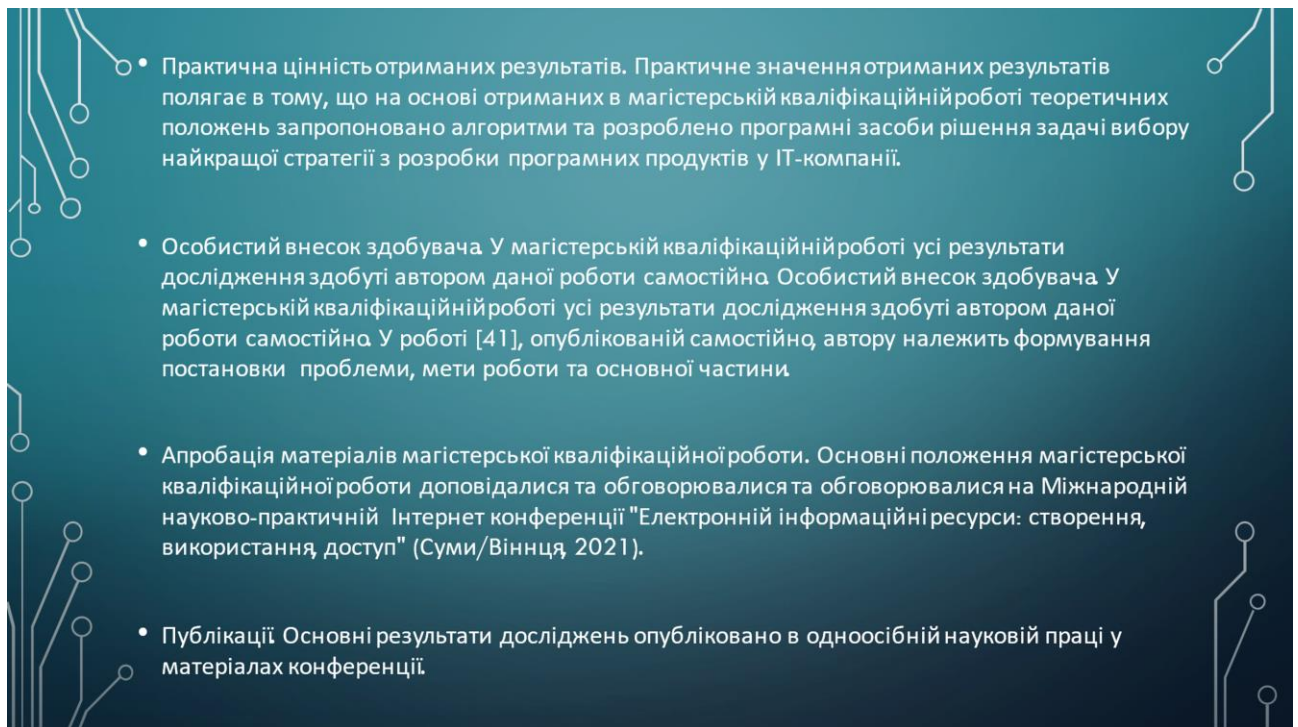 • Практична цінність отриманих результатів. Практичне значення отриманих результатів
полягає в тому, що на основі отриманих в магістерській кваліфікаційній роботі теоретичних
положень запропоновано алгоритми та розроблено програмні засоби рішення задачі вибору
найкращої стратегії з розробки програмних продуктів у ІТ-компанії.
• Особистий внесок здобувача. У магістерській кваліфікаційній роботі усі результати
дослідження здобуті автором даної роботи самостійно. Особистий внесок здобувача. У
магістерській кваліфікаційній роботі усі результати дослідження здобуті автором даної
роботи самостійно. У роботі [41], опублікованій самостійно, автору належить формування
постановки проблеми, мети роботи та основної частини.
• Апробація матеріалів магістерської кваліфікаційної роботи. Основні положення магістерської
кваліфікаційної роботи доповідалися та обговорювалися та обговорювалися на Міжнародній
науково-практичній Інтернет конференції "Електронній інформаційні ресурси: створення,
використання, доступ" (Суми/Віннця, 2021).
• Публікації. Основні результати досліджень опубліковано в одноосібній науковій праці у
матеріалах конференції.